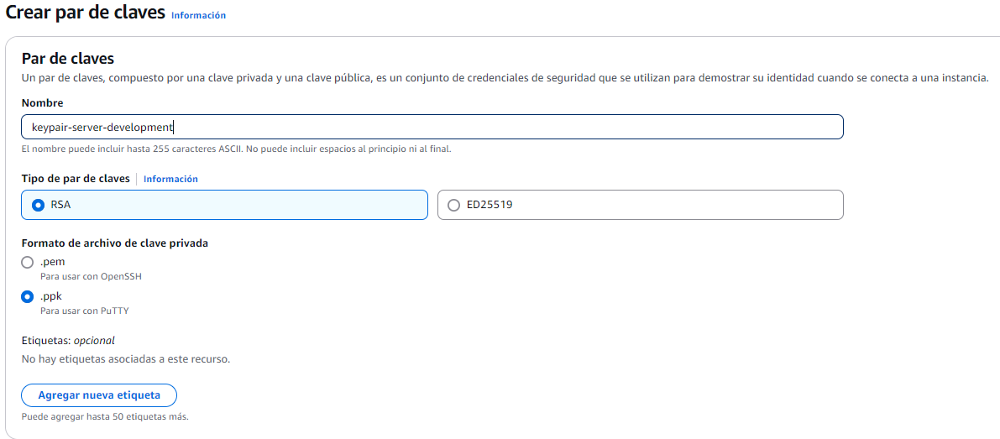 Crear par de claves Información
Par de claves
Un par de claves, compuesto por una clave privada y una clave pública, es un conjunto de credenciales de seguridad que se utilizan para demostrar su identidad cuando se conecta a una instancia.
Nombre
keypair-server-development
El nombre puede incluir hasta 255 caracteres ASCII. No puede incluir espacios al principio ni al final.
Tipo de par de claves Información
RSA ED25519
Formato de archivo de clave privada
.pem
Para usar con OpenSSH
.ppk
Para usar con PuTTY
Etiquetas: opcional
No hay etiquetas asociadas a este recurso.
Agregar nueva etiqueta
Puede agregar hasta 50 etiquetas más.